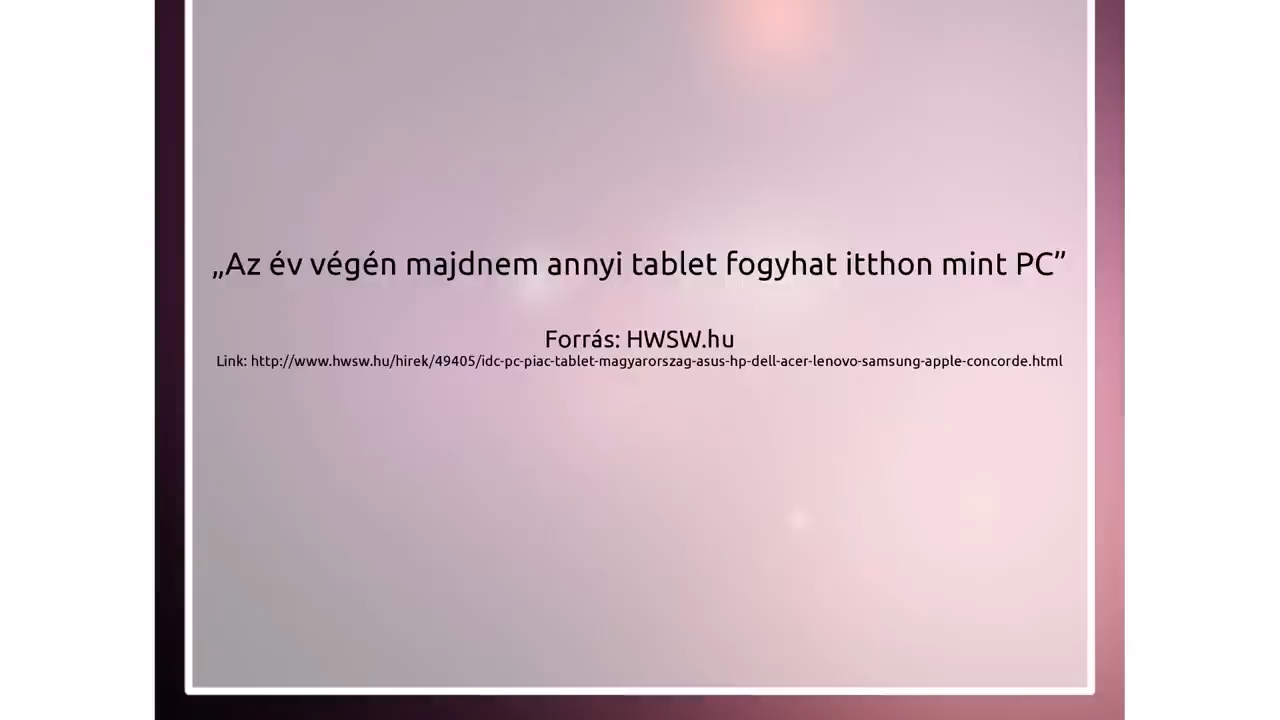 „Az év végén majdnem annyi tablet fogyhat itthon mint PC”
Forrás: HWSW.hu
Link: http://www.hwsw.hu/hirek/49405/idc-pc-piac-tablet-magyarorszag-asus-hp-dell-acer-lenovo-samsung-apple-concorde.html